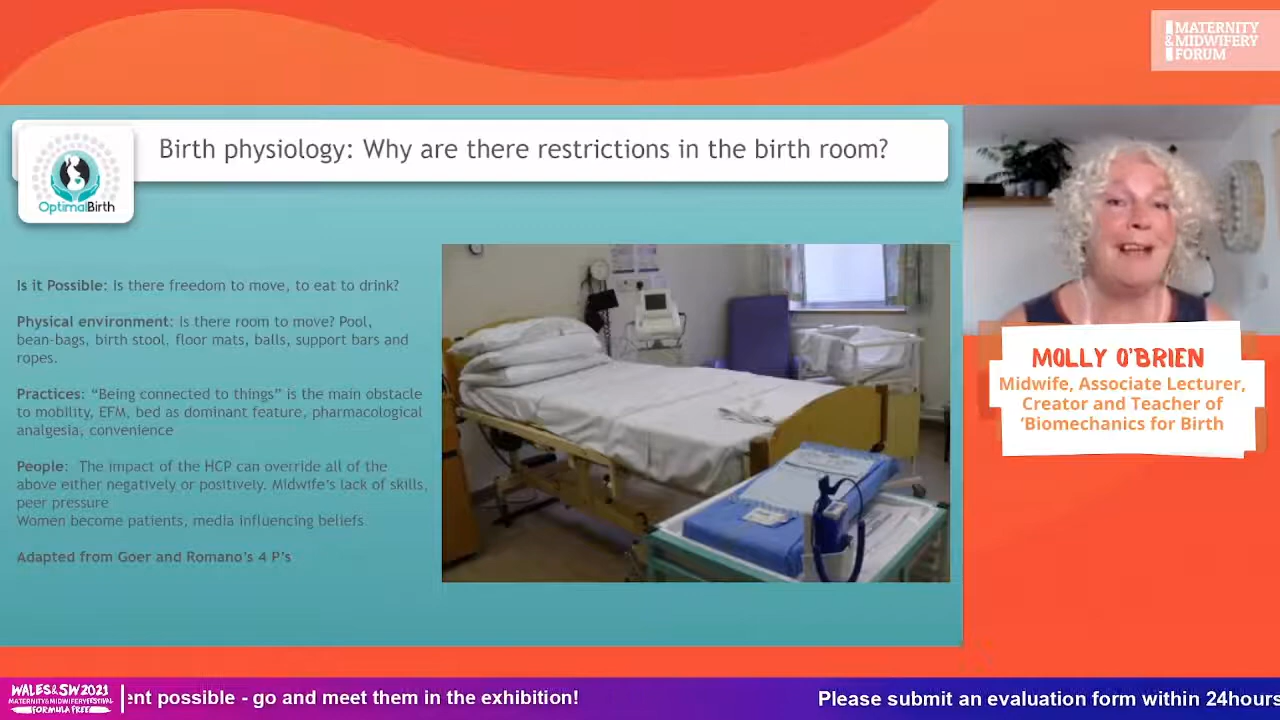 MATERNITY
& MIDWIFERY
FORUM
Birth physiology: Why are there restrictions in the birth room?
OptimalBirth
Is it Possible: Is there freedom to move, to eat to drink?
Physical environment: Is there room to move? Pool,
bean-bags, birth stool, floor mats, balls, support bars and
ropes.
Practices: “Being connected to things” is the main obstacle
to mobility, EFM, bed as dominant feature, pharmacological
analgesia, convenience
People: The impact of the HCP can override all of the
above either negatively or positively. Midwife’s lack of skills,
peer pressure
Women become patients, media influencing beliefs
Adapted from Goer and Romano’s 4 P’s
MOLLY O'BRIEN
Midwife, Associate Lecturer,
Creator and Teacher of
‘Biomechanics for Birth
WALES&SW2021
MATERNITY&MIDWIFERYFESTIVAL
FORMULA FREE
ent possible - go and meet them in the exhibition!
Please submit an evaluation form within 24hours